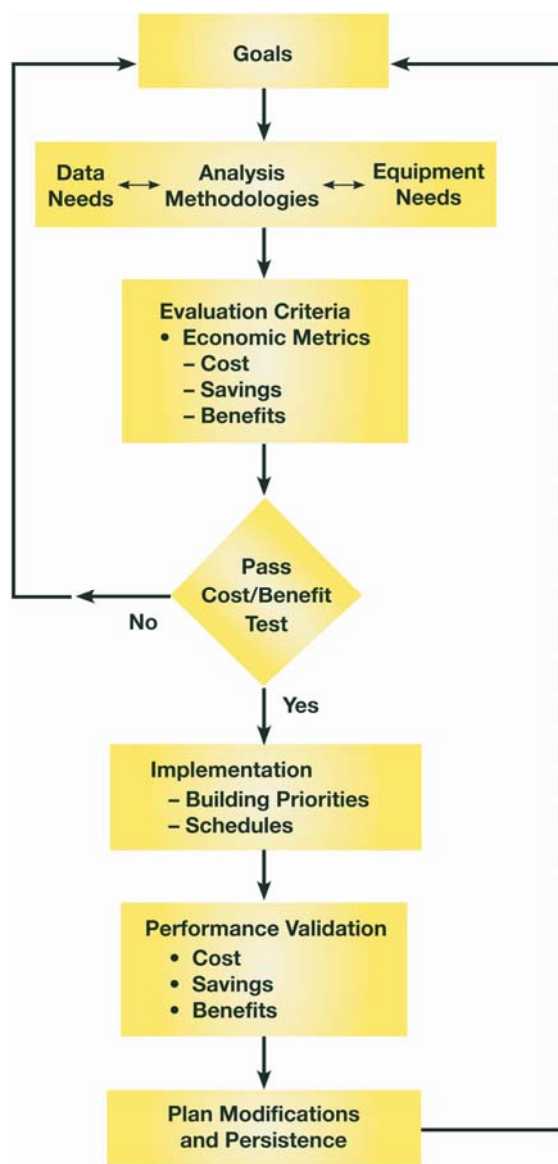 Goals
Data
Needs
Analysis
Methodologies
Equipment
Needs
Evaluation Criteria
• Economic Metrics
– Cost
– Savings
– Benefits
Pass
Cost/Benefit
Test
No
Yes
Implementation
– Building Priorities
– Schedules
Performance Validation
• Cost
• Savings
• Benefits
Plan Modifications
and Persistence